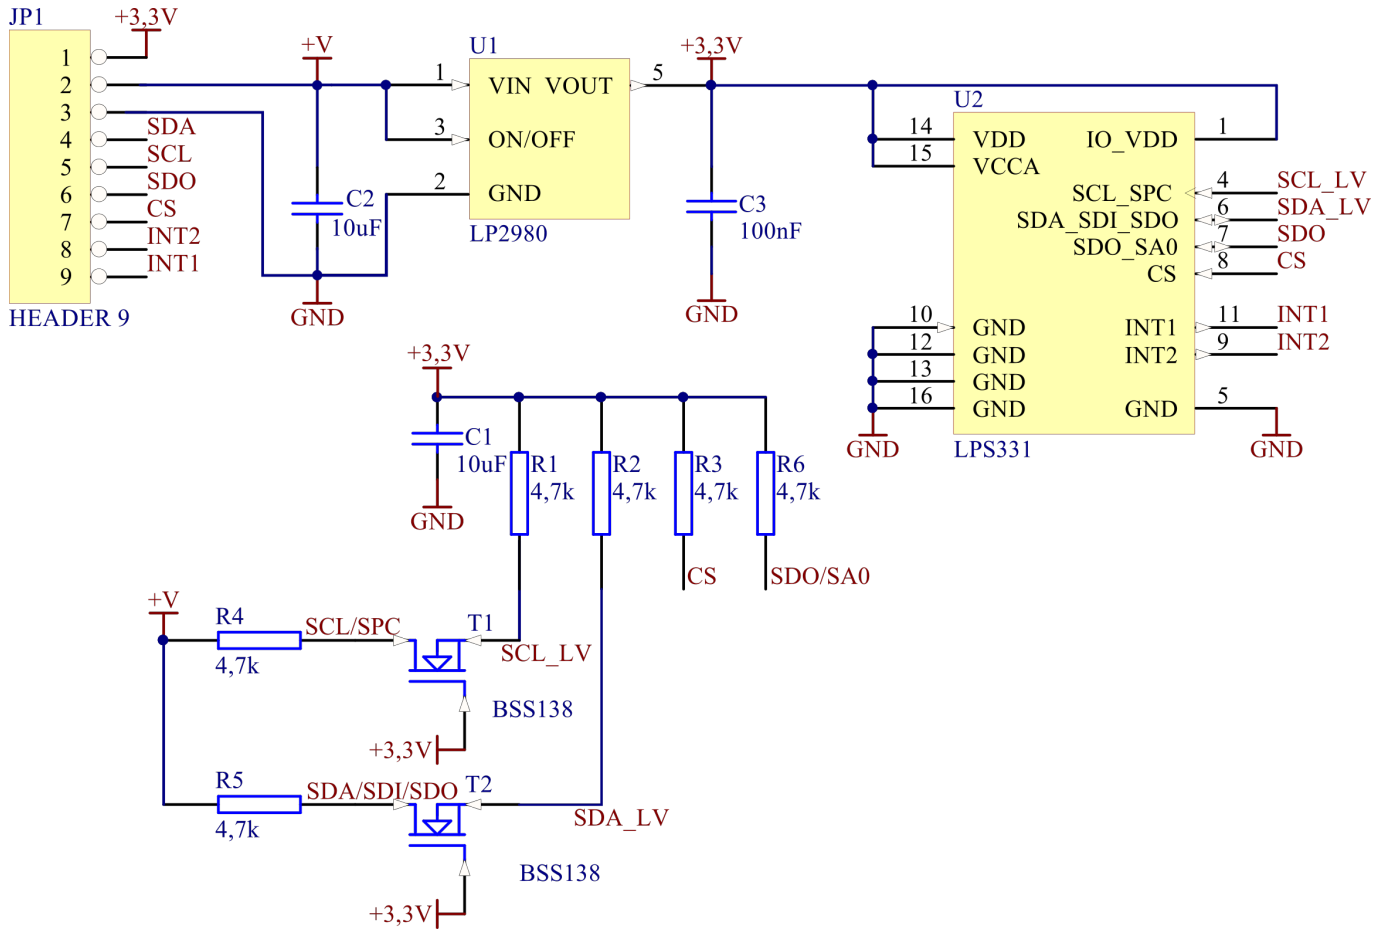 JP1
+3,3V
1
2
3
4 SDA
5 SCL
6 SDO
7 CS
8 INT2
9 INT1
HEADER 9
+V
C2
10uF
GND
U1
1 VIN VOUT 5
3 ON/OFF
2 GND
LP2980
+3,3V
C3
100nF
GND
U2
14 VDD IO_VDD 1
15 VCCA
SCL_SPC 4 SCL_LV
SDA_SDI_SDO 6 SDA_LV
SDO_SA0 7 SDO
CS 8 CS
10 GND INT1 11 INT1
12 GND INT2 9 INT2
13 GND
16 GND GND 5
GND LPS331 GND
+3,3V
C1
10uF
GND
R1
4,7k
R2
4,7k
R3
4,7k
R6
4,7k
CS
SDO/SA0
+V
R4
4,7k
SCL/SPC
T1
SCL_LV
BSS138
+3,3V
R5
4,7k
SDA/SDI/SDO
T2
SDA_LV
BSS138
+3,3V